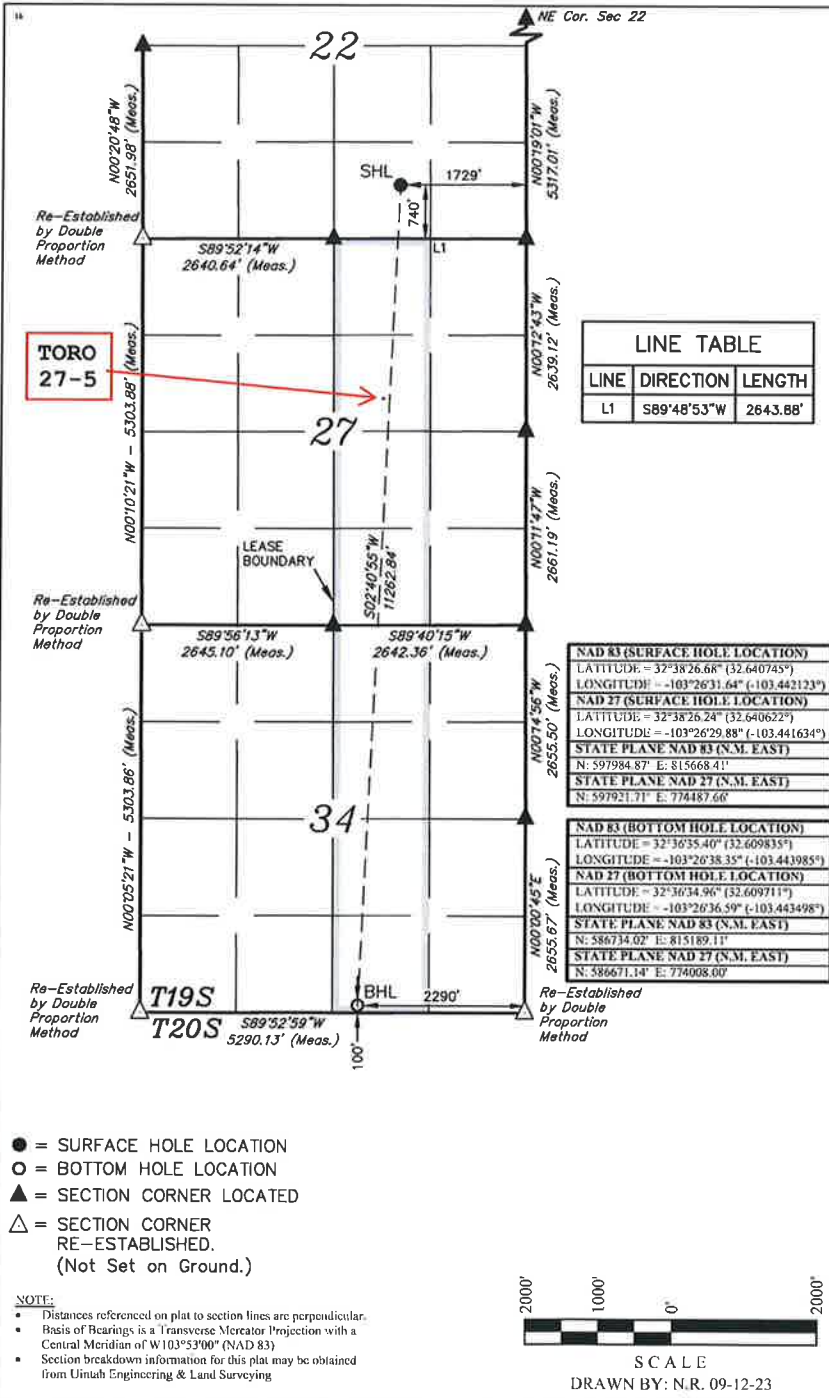 16
NE Cor. Sec 22
22
N00°20'48"W
2651.98' (Meas.)
N00°19'01"W
5317.01' (Meas.)
SHL
1729'
740'
Re-Established
by Double
Proportion
Method
S89°52'14"W
2640.64' (Meas.)
L1
TORO
27-5
N00°12'43"W
2639.12' (Meas.)
LINE TABLE
LINE DIRECTION LENGTH
L1 S89°48'53"W 2643.88'
N00°10'21"W - 5303.88' (Meas.)
27
LEASE
BOUNDARY
S02°40'55"W
11262.84'
N00°11'47"W
2661.19' (Meas.)
Re-Established
by Double
Proportion
Method
S89°56'13"W
2645.10' (Meas.)
S89°40'15"W
2642.36' (Meas.)
NAD 83 (SURFACE HOLE LOCATION)
LATITUDE = 32°38'26.68" (32.640745°)
LONGITUDE = -103°26'31.64" (-103.442123°)
NAD 27 (SURFACE HOLE LOCATION)
LATITUDE = 32°38'26.24" (32.640622°)
LONGITUDE = -103°26'29.88" (-103.441634°)
STATE PLANE NAD 83 (N.M. EAST)
N: 597984.87' E: 815668.41'
STATE PLANE NAD 27 (N.M. EAST)
N: 597921.71' E: 774487.66'
N00°14'56"W
2655.50' (Meas.)
N00°05'21"W - 5303.86' (Meas.)
34
NAD 83 (BOTTOM HOLE LOCATION)
LATITUDE = 32°36'35.40" (32.609835°)
LONGITUDE = -103°26'38.35" (-103.443985°)
NAD 27 (BOTTOM HOLE LOCATION)
LATITUDE = 32°36'34.96" (32.609711°)
LONGITUDE = -103°26'36.59" (-103.443498°)
STATE PLANE NAD 83 (N.M. EAST)
N: 586734.02' E: 815189.11'
STATE PLANE NAD 27 (N.M. EAST)
N: 586671.14' E: 774008.00'
N00°00'45"E
2655.67' (Meas.)
Re-Established
by Double
Proportion
Method
T19S
T20S
BHL
2290'
S89°52'59"W
5290.13' (Meas.)
100'
Re-Established
by Double
Proportion
Method
= SURFACE HOLE LOCATION
= BOTTOM HOLE LOCATION
= SECTION CORNER LOCATED
= SECTION CORNER
RE-ESTABLISHED.
(Not Set on Ground.)
NOTE:
• Distances referenced on plat to section lines are perpendicular.
• Basis of Bearings is a Transverse Mercator Projection with a
Central Meridian of W103°53'00" (NAD 83)
• Section breakdown information for this plat may be obtained
from Uintah Engineering & Land Surveying
2000' 1000' 0' 2000'
SCALE
DRAWN BY: N.R. 09-12-23